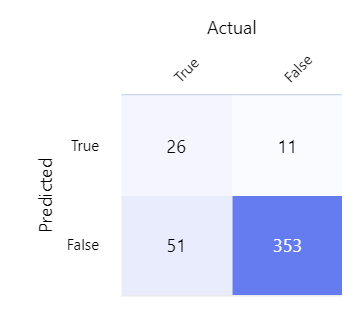 Actual
True
False
Predicted
True
26
11
False
51
353